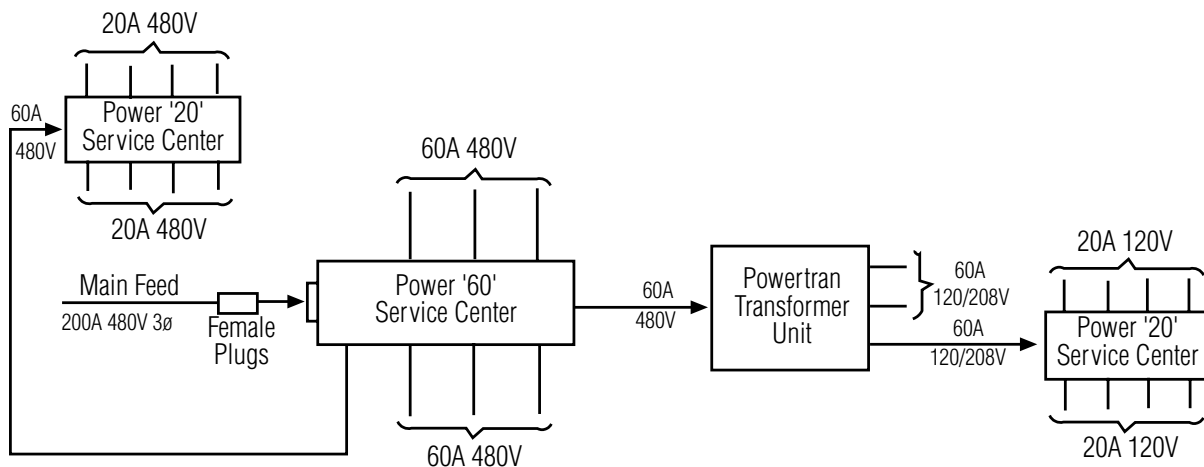 20A 480V
60A
480V
Power '20'
Service Center
20A 480V
60A 480V
Main Feed
200A 480V 3ø
Female
Plugs
Power '60'
Service Center
60A 480V
60A
480V
Powertran
Transformer
Unit
60A
120/208V
60A
120/208V
20A 120V
Power '20'
Service Center
20A 120V